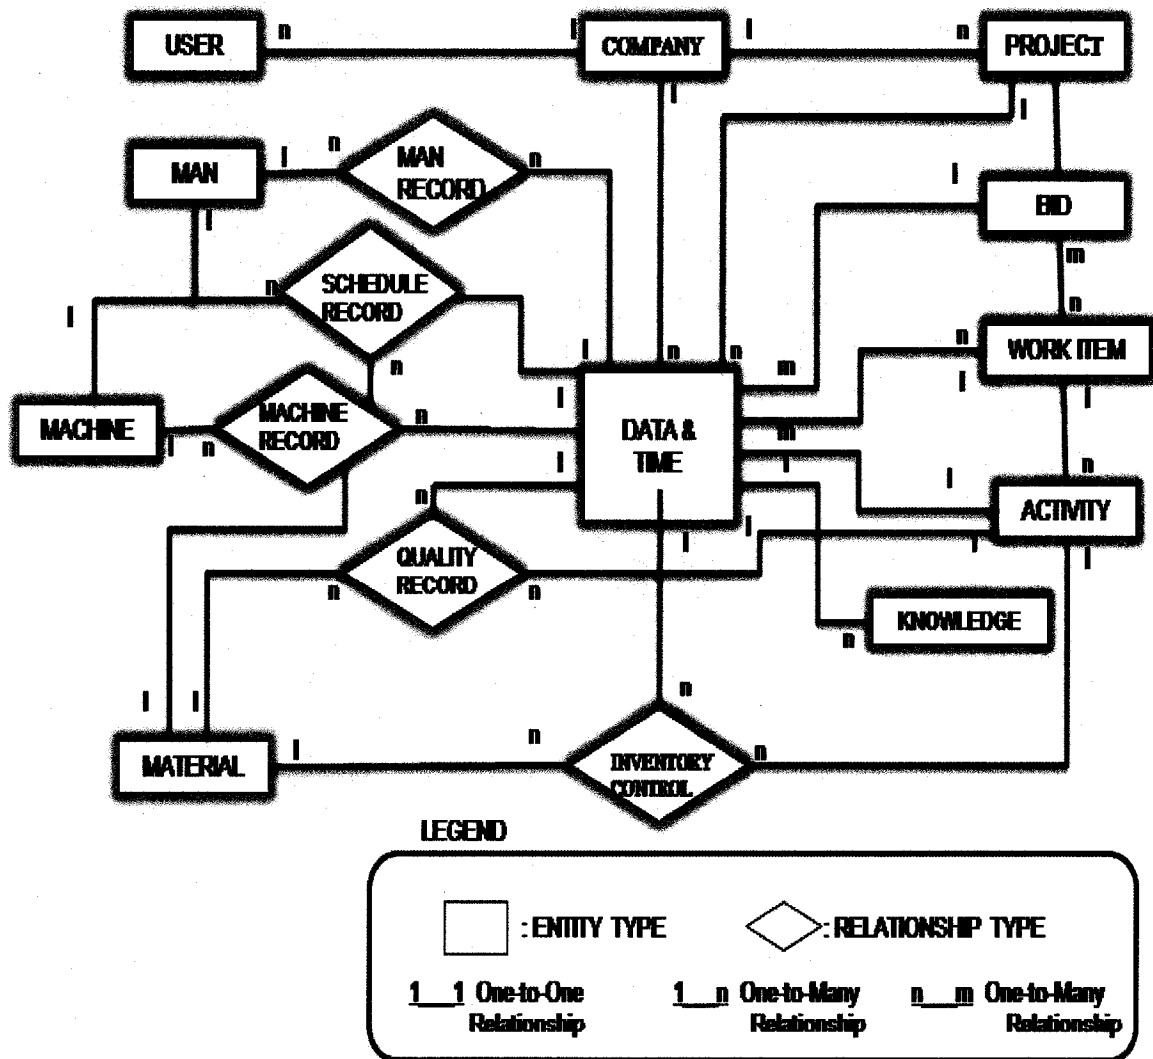 USER
n
l
COMPANY
l
n
PROJECT
l
l
MAN
l
n
MAN
RECORD
n
l
BID
l
m
n
SCHEDULE
RECORD
l
n
l
n
n
m
n
WORK ITEM
l
l
MACHINE
l
n
MACHINE
RECORD
n
l
DATA &
TIME
m
l
l
l
n
ACTIVITY
n
QUALITY
RECORD
n
n
l
l
l
l
KNOWLEDGE
n
l
l
n
MATERIAL
l
n
INVENTORY
CONTROL
n
LEGEND
: ENTITY TYPE
: RELATIONSHIP TYPE
1 1 One-to-One
Relationship
1 n One-to-Many
Relationship
n m One-to-Many
Relationship